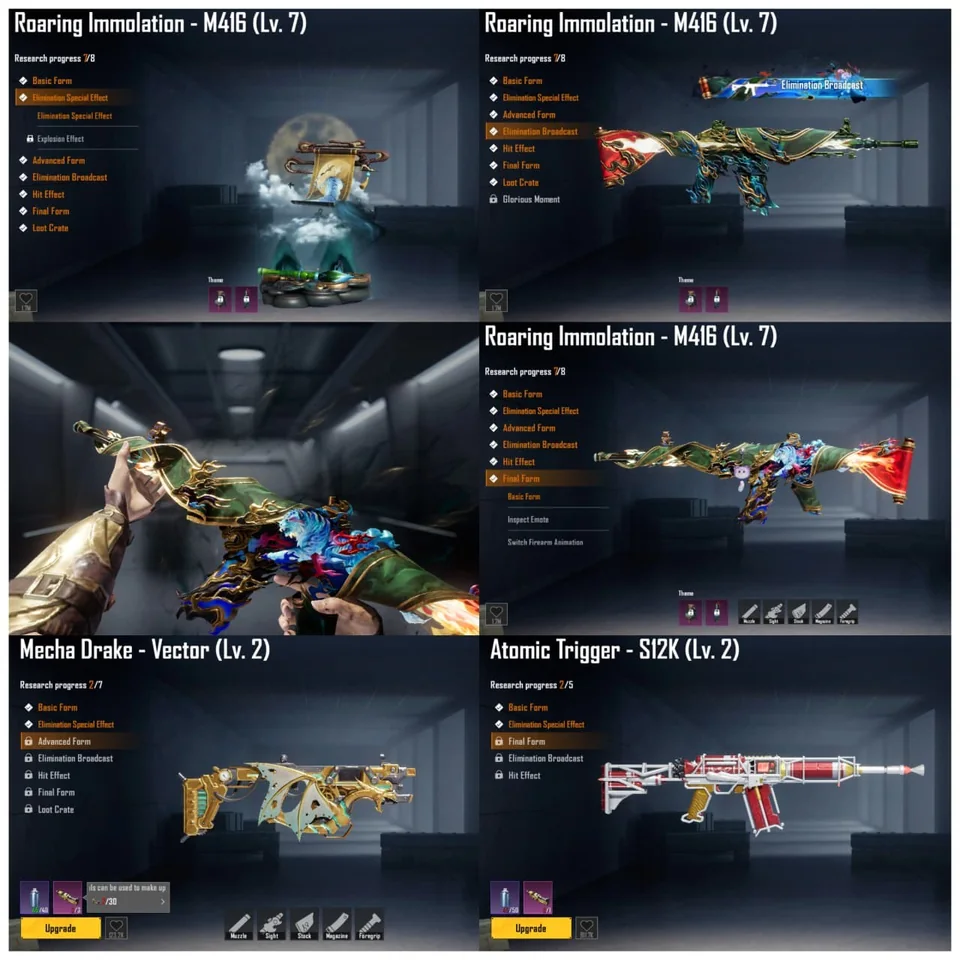 Roaring Immolation - M416 (Lv. 7)
Research progress 7/8
Basic Form
Elimination Special Effect
Elimination Special Effect
Explosion Effect
Advanced Form
Elimination Broadcast
Hit Effect
Final Form
Loot Crate
Theme
Roaring Immolation - M416 (Lv. 7)
Research progress 7/8
Elimination Broadcast
Basic Form
Elimination Special Effect
Advanced Form
Elimination Broadcast
Hit Effect
Final Form
Loot Crate
Glorious Moment
Theme
Roaring Immolation - M416 (Lv. 7)
Research progress 7/8
Basic Form
Elimination Special Effect
Advanced Form
Elimination Broadcast
Hit Effect
Final Form
Basic Form
Inspect Emote
Switch Firearm Animation
Theme
Muzzle Sight Stock Magazine Foregrip
Mecha Drake - Vector (Lv. 2)
Research progress 2/7
Basic Form
Elimination Special Effect
Advanced Form
Elimination Broadcast
Hit Effect
Final Form
Loot Crate
ls can be used to make up
/30
Upgrade
Muzzle Sight Stock Magazine Foregrip
Atomic Trigger - S12K (Lv. 2)
Research progress 2/5
Basic Form
Elimination Special Effect
Final Form
Elimination Broadcast
Hit Effect
Upgrade